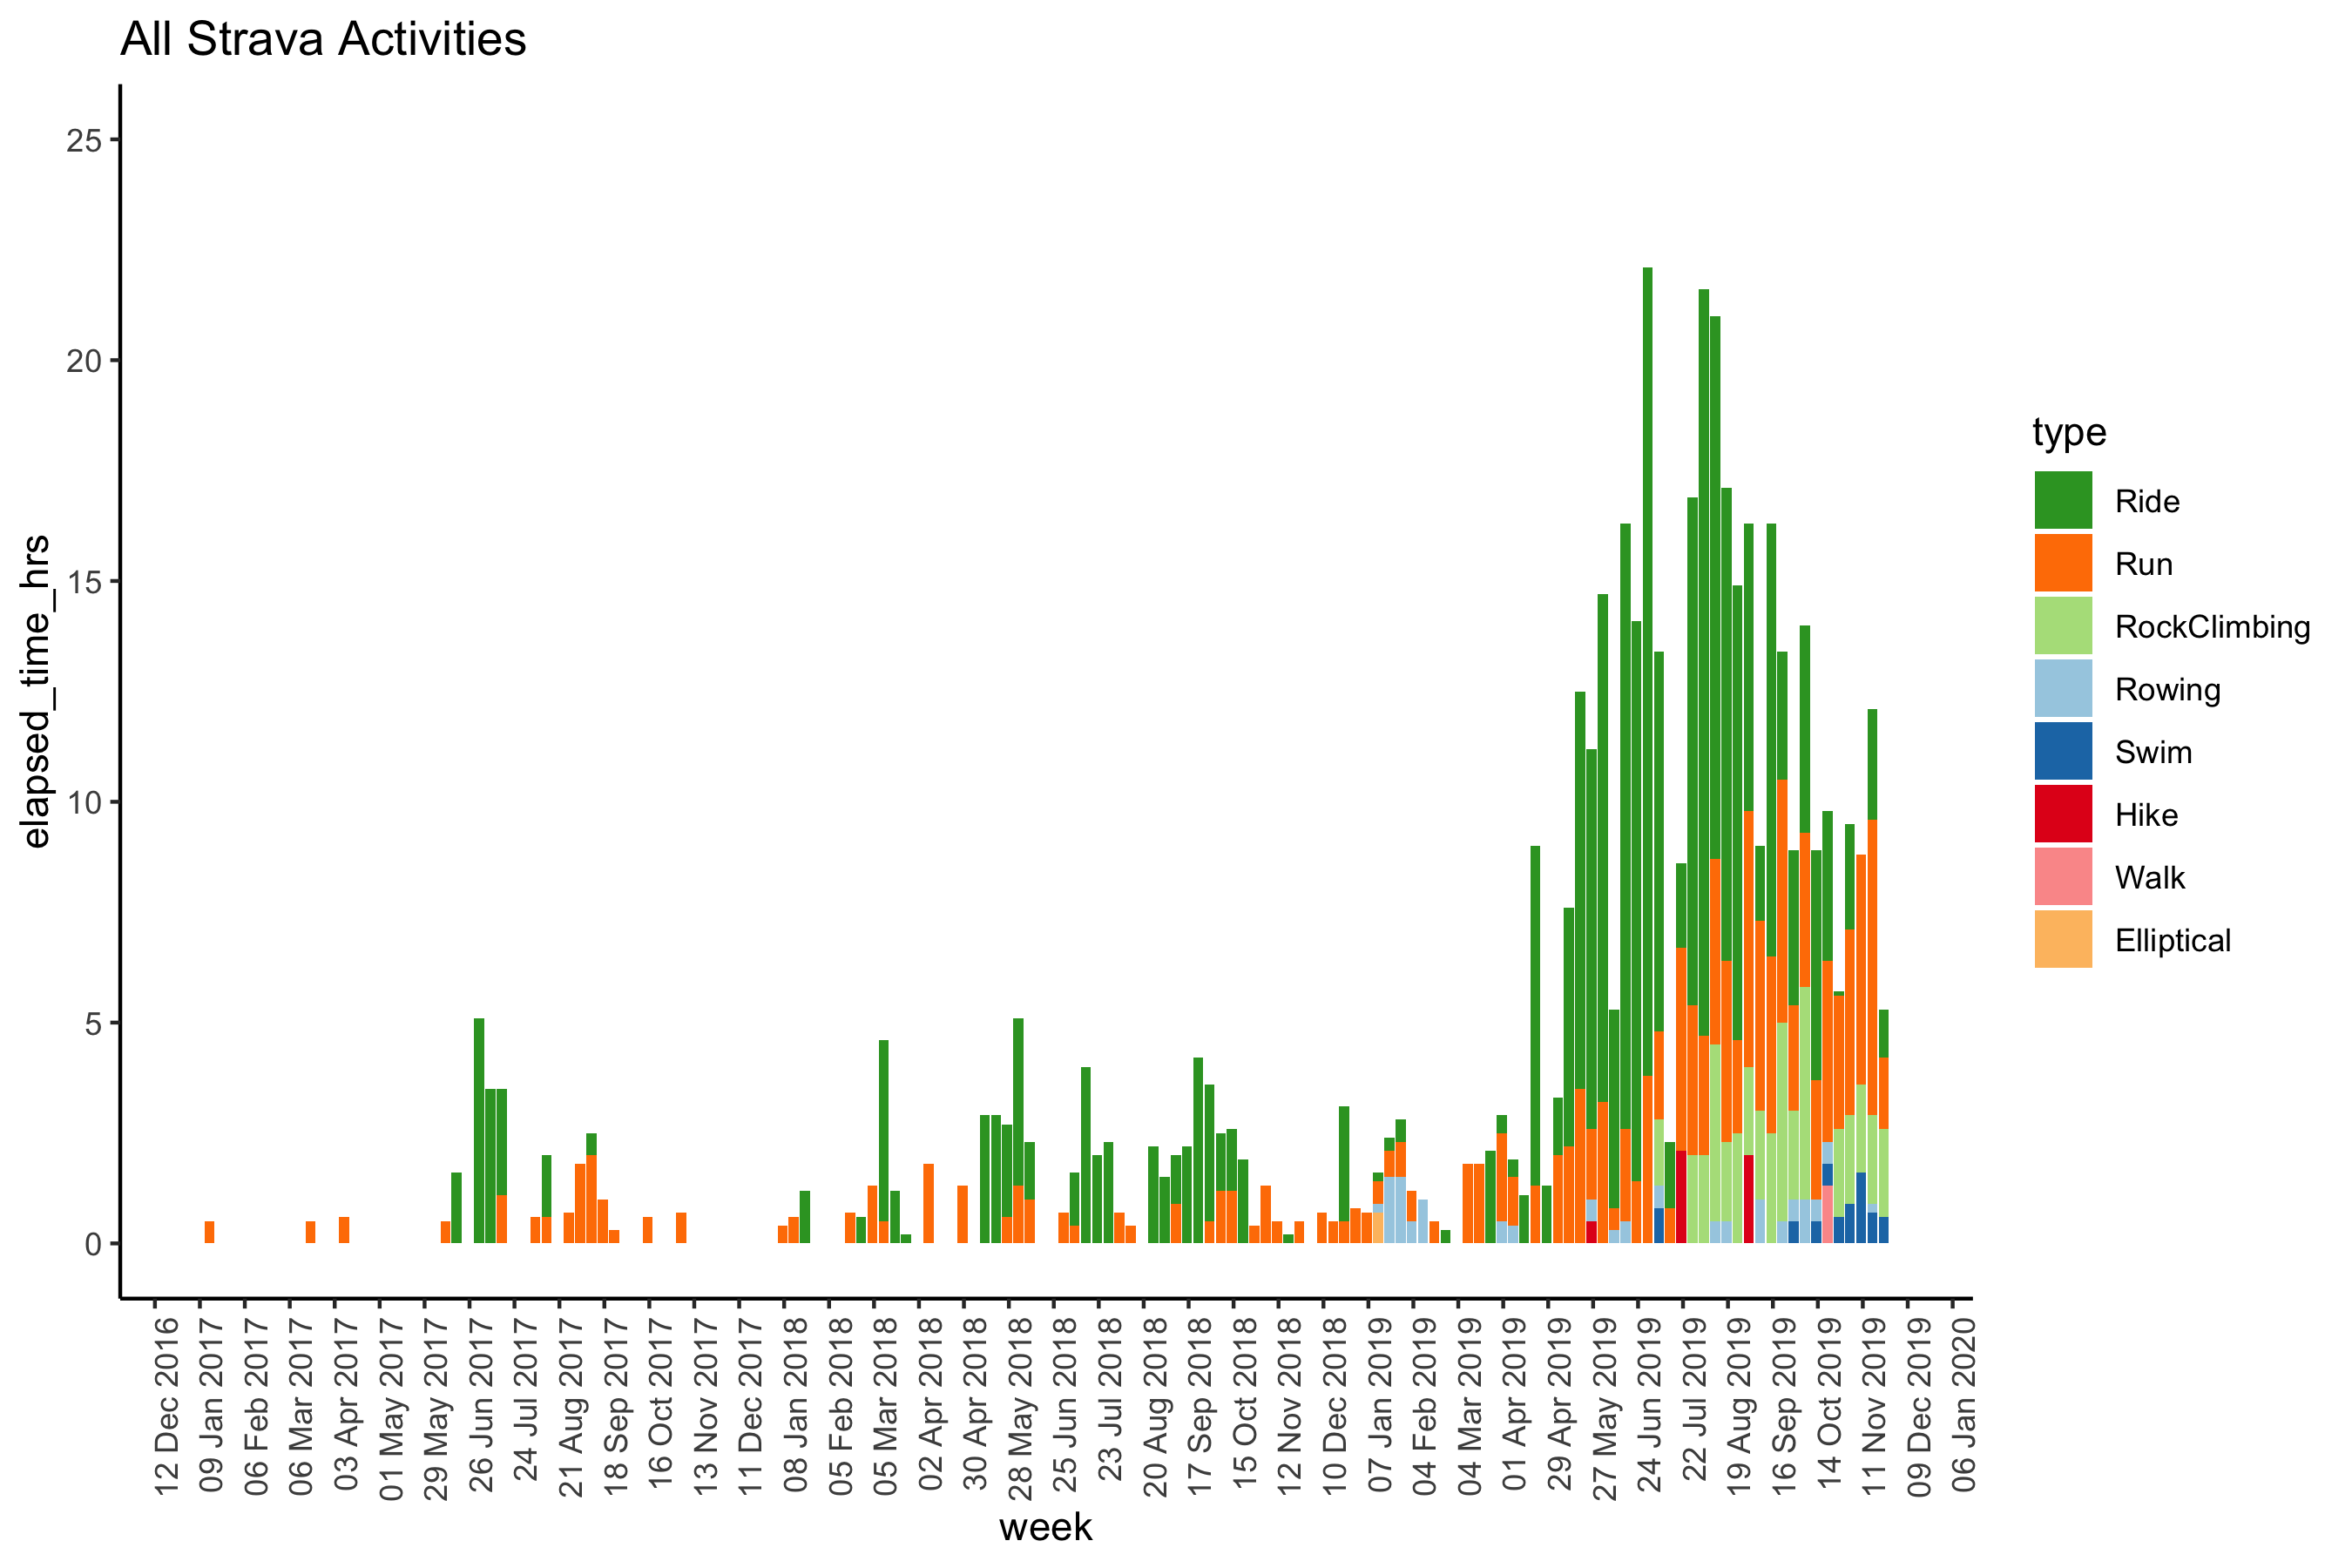 All Strava Activities
elapsed_time_hrs
25
20
15
10
5
0
12 Dec 2016
09 Jan 2017
06 Feb 2017
06 Mar 2017
03 Apr 2017
01 May 2017
29 May 2017
26 Jun 2017
24 Jul 2017
21 Aug 2017
18 Sep 2017
16 Oct 2017
13 Nov 2017
11 Dec 2017
08 Jan 2018
05 Feb 2018
05 Mar 2018
02 Apr 2018
30 Apr 2018
28 May 2018
25 Jun 2018
23 Jul 2018
20 Aug 2018
17 Sep 2018
15 Oct 2018
12 Nov 2018
10 Dec 2018
07 Jan 2019
04 Feb 2019
04 Mar 2019
01 Apr 2019
29 Apr 2019
27 May 2019
24 Jun 2019
22 Jul 2019
19 Aug 2019
16 Sep 2019
14 Oct 2019
11 Nov 2019
09 Dec 2019
06 Jan 2020
week
type
Ride
Run
RockClimbing
Rowing
Swim
Hike
Walk
Elliptical